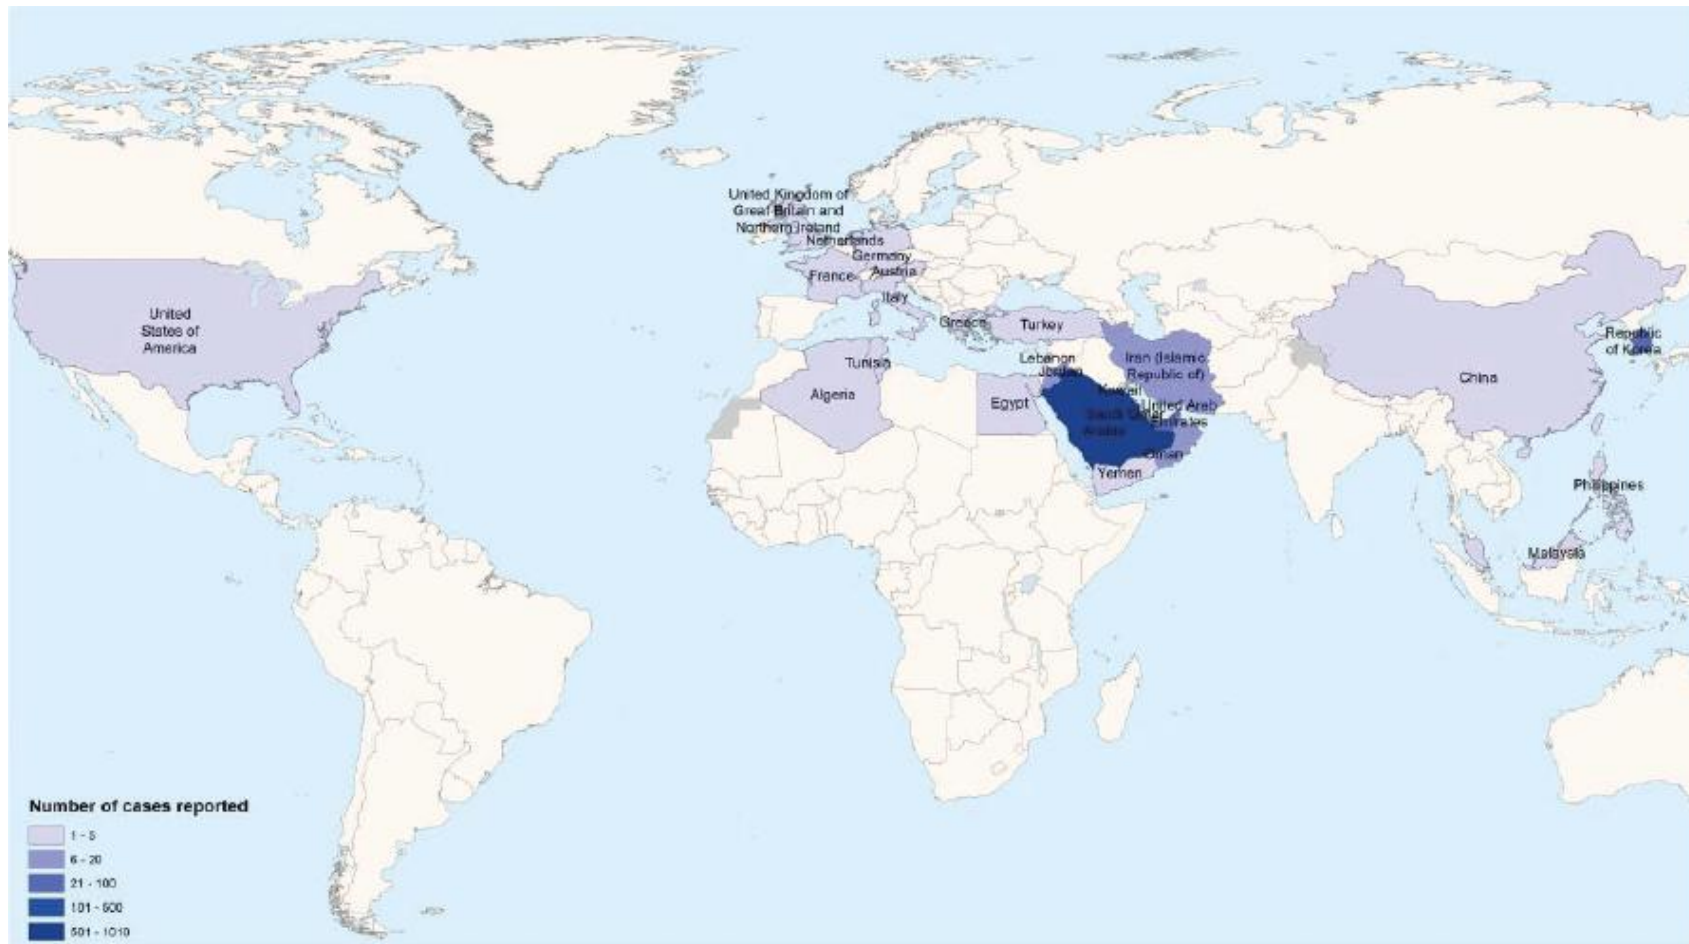 United Kingdom of
Great Britain and
Northern Ireland
Netherlands
Germany
France
Austria
Italy
Greece
Turkey
United
States of
America
Tunisia
Algeria
Egypt
Lebanon
Jordan
Iran (Islamic
Republic of)
Kuwait
Saudi
Arabia
United Arab
Emirates
Oman
Yemen
China
Republic
of Korea
Philippines
Malaysia
Number of cases reported
1 - 5
6 - 20
21 - 100
101 - 500
501 - 1010